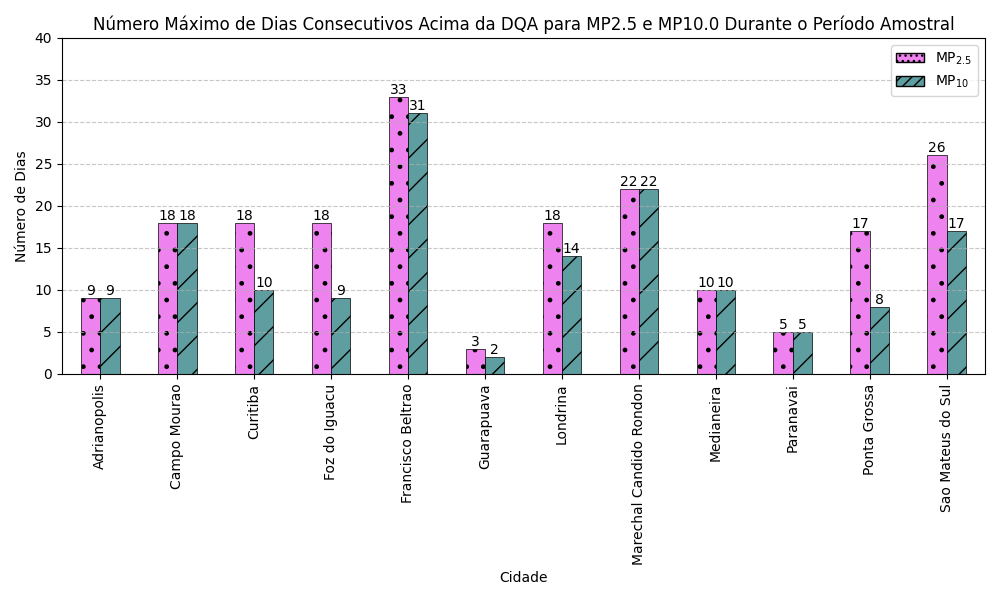 Número Máximo de Dias Consecutivos Acima da DQA para MP2.5 e MP10.0 Durante o Período Amostral
MP2.5
MP10
Número de Dias
40
35
30
25
20
15
10
5
0
9 9
18 18
18 10
18 9
33 31
3 2
18 14
22 22
10 10
5 5
17 8
26 17
Adrianopolis
Campo Mourao
Curitiba
Foz do Iguacu
Francisco Beltrao
Guarapuava
Londrina
Marechal Candido Rondon
Medianeira
Paranavai
Ponta Grossa
Sao Mateus do Sul
Cidade